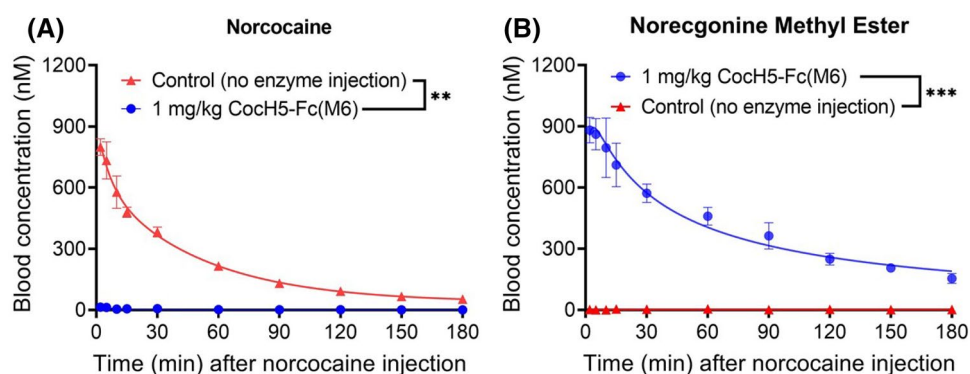 (A) Norcocaine
Blood concentration (nM)
1200
900
600
300
0
Control (no enzyme injection)
1 mg/kg CocH5-Fc(M6)
**
0 30 60 90 120 150 180
Time (min) after norcocaine injection
(B) Norecgonine Methyl Ester
Blood concentration (nM)
1200
900
600
300
0
1 mg/kg CocH5-Fc(M6)
Control (no enzyme injection)
***
0 30 60 90 120 150 180
Time (min) after norcocaine injection